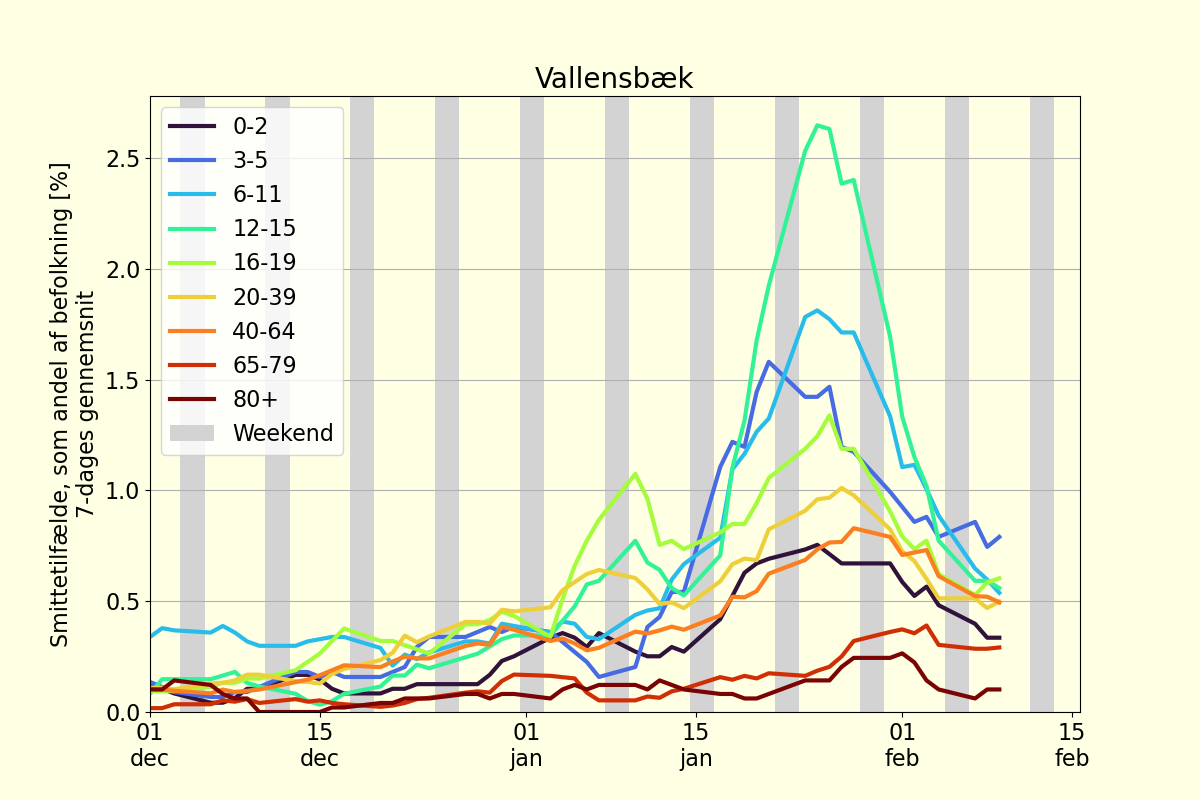 Vallensbæk
Smittetilfælde, som andel af befolkning [%]
7-dages gennemsnit
2.5
2.0
1.5
1.0
0.5
0.0
0-2
3-5
6-11
12-15
16-19
20-39
40-64
65-79
80+
Weekend
01 15 01 15 01 15
dec dec jan jan feb feb